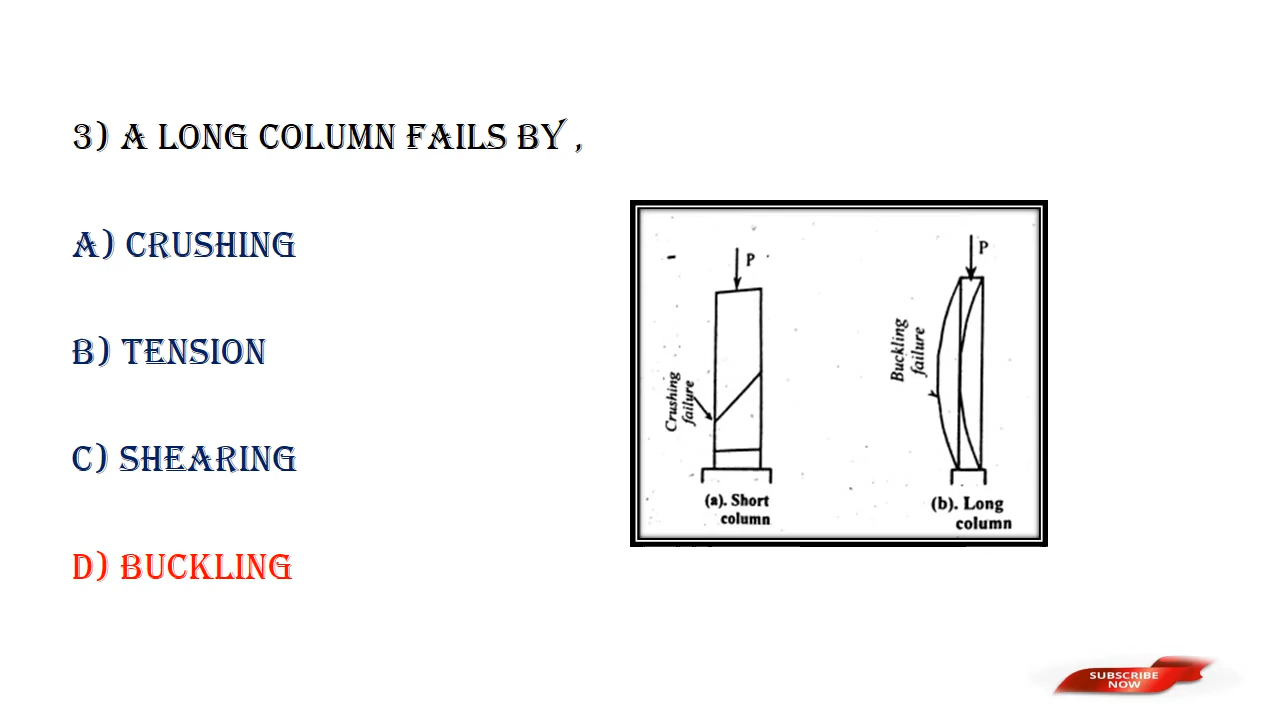 3) A LONG COLUMN FAILS BY ,
A) CRUSHING
B) TENSION
C) SHEARING
D) BUCKLING
P
Crushing
failure
(a). Short
column
P
Buckling
failure
(b). Long
column
SUBSCRIBE
NOW